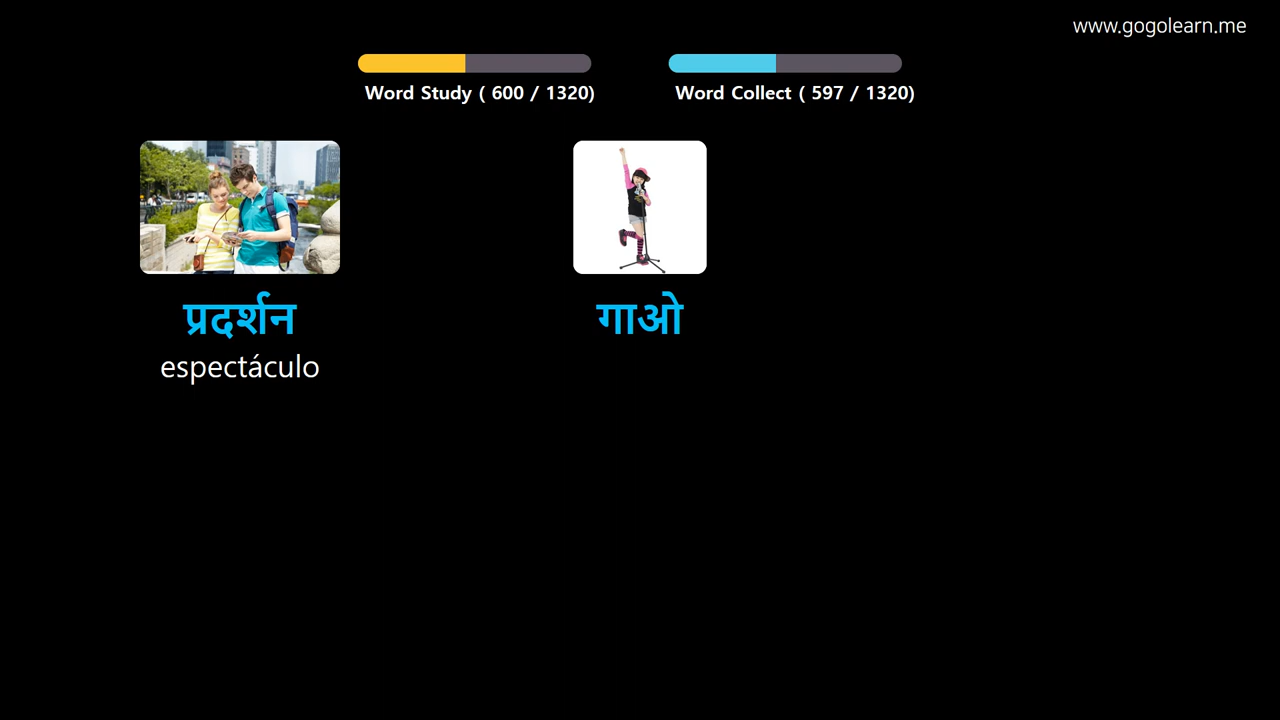 www.gogolearn.me
Word Study ( 600 / 1320)
Word Collect ( 597 / 1320)
प्रदर्शन
गाओ
espectáculo